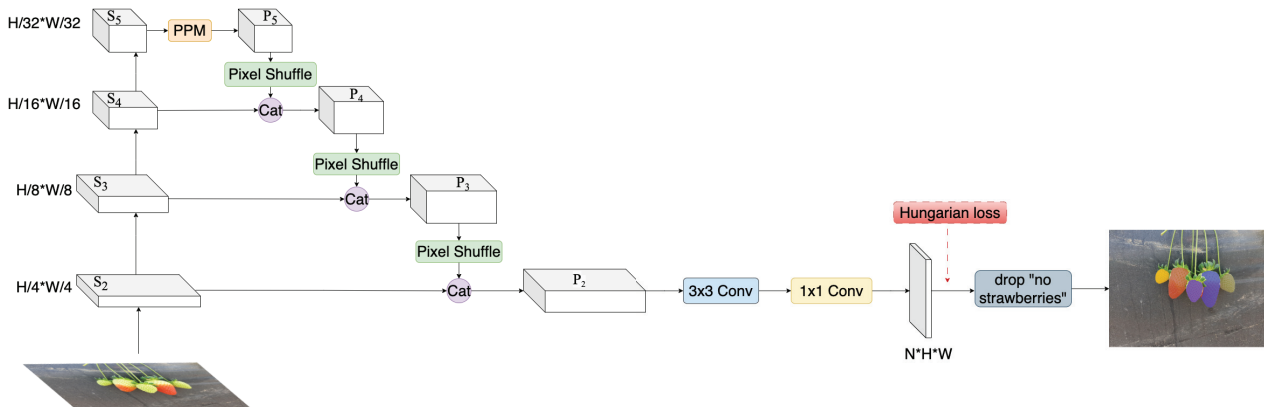 H/32*W/32
S5
PPM
P5
Pixel Shuffle
H/16*W/16
S4
Cat
P4
Pixel Shuffle
H/8*W/8
S3
Cat
P3
Hungarian loss
Pixel Shuffle
H/4*W/4
S2
Cat
P2
3x3 Conv
1x1 Conv
drop "no
strawberries"
N*H*W